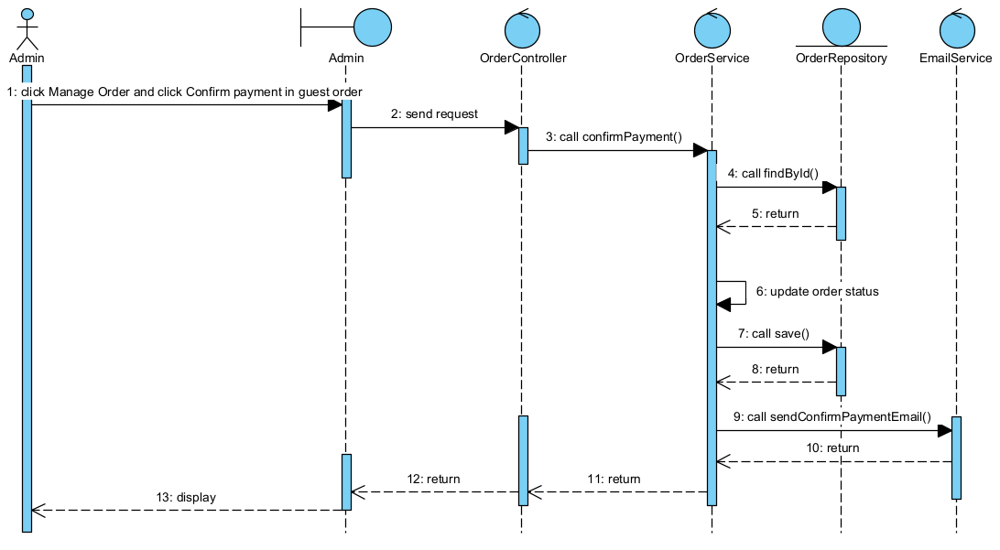 Admin
Admin
OrderController
OrderService
OrderRepository
EmailService
1: click Manage Order and click Confirm payment in guest order
2: send request
3: call confirmPayment()
4: call findById()
5: return
6: update order status
7: call save()
8: return
9: call sendConfirmPaymentEmail()
10: return
11: return
12: return
13: display